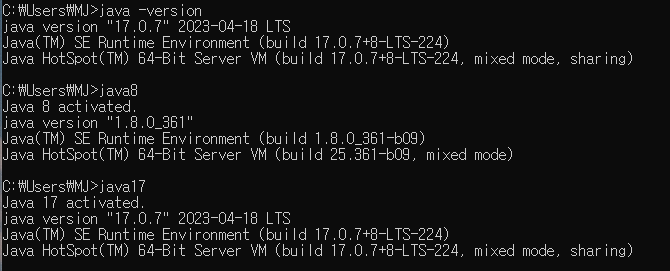 C:₩Users₩MJ>java -version
java version "17.0.7" 2023-04-18 LTS
Java(TM) SE Runtime Environment (build 17.0.7+8-LTS-224)
Java HotSpot(TM) 64-Bit Server VM (build 17.0.7+8-LTS-224, mixed mode, sharing)
C:₩Users₩MJ>java8
Java 8 activated.
java version "1.8.0_361"
Java(TM) SE Runtime Environment (build 1.8.0_361-b09)
Java HotSpot(TM) 64-Bit Server VM (build 25.361-b09, mixed mode)
C:₩Users₩MJ>java17
Java 17 activated.
java version "17.0.7" 2023-04-18 LTS
Java(TM) SE Runtime Environment (build 17.0.7+8-LTS-224)
Java HotSpot(TM) 64-Bit Server VM (build 17.0.7+8-LTS-224, mixed mode, sharing)